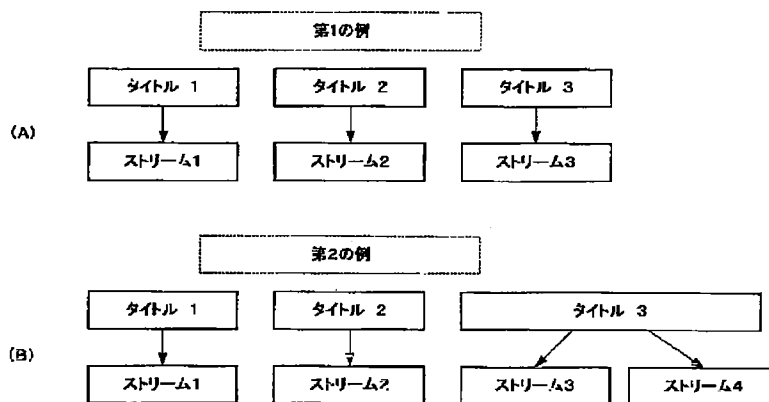 第1の例
タイトル 1 タイトル 2 タイトル 3
(A)
ストリーム1 ストリーム2 ストリーム3
第2の例
タイトル 1 タイトル 2 タイトル 3
(B)
ストリーム1 ストリーム2 ストリーム3 ストリーム4